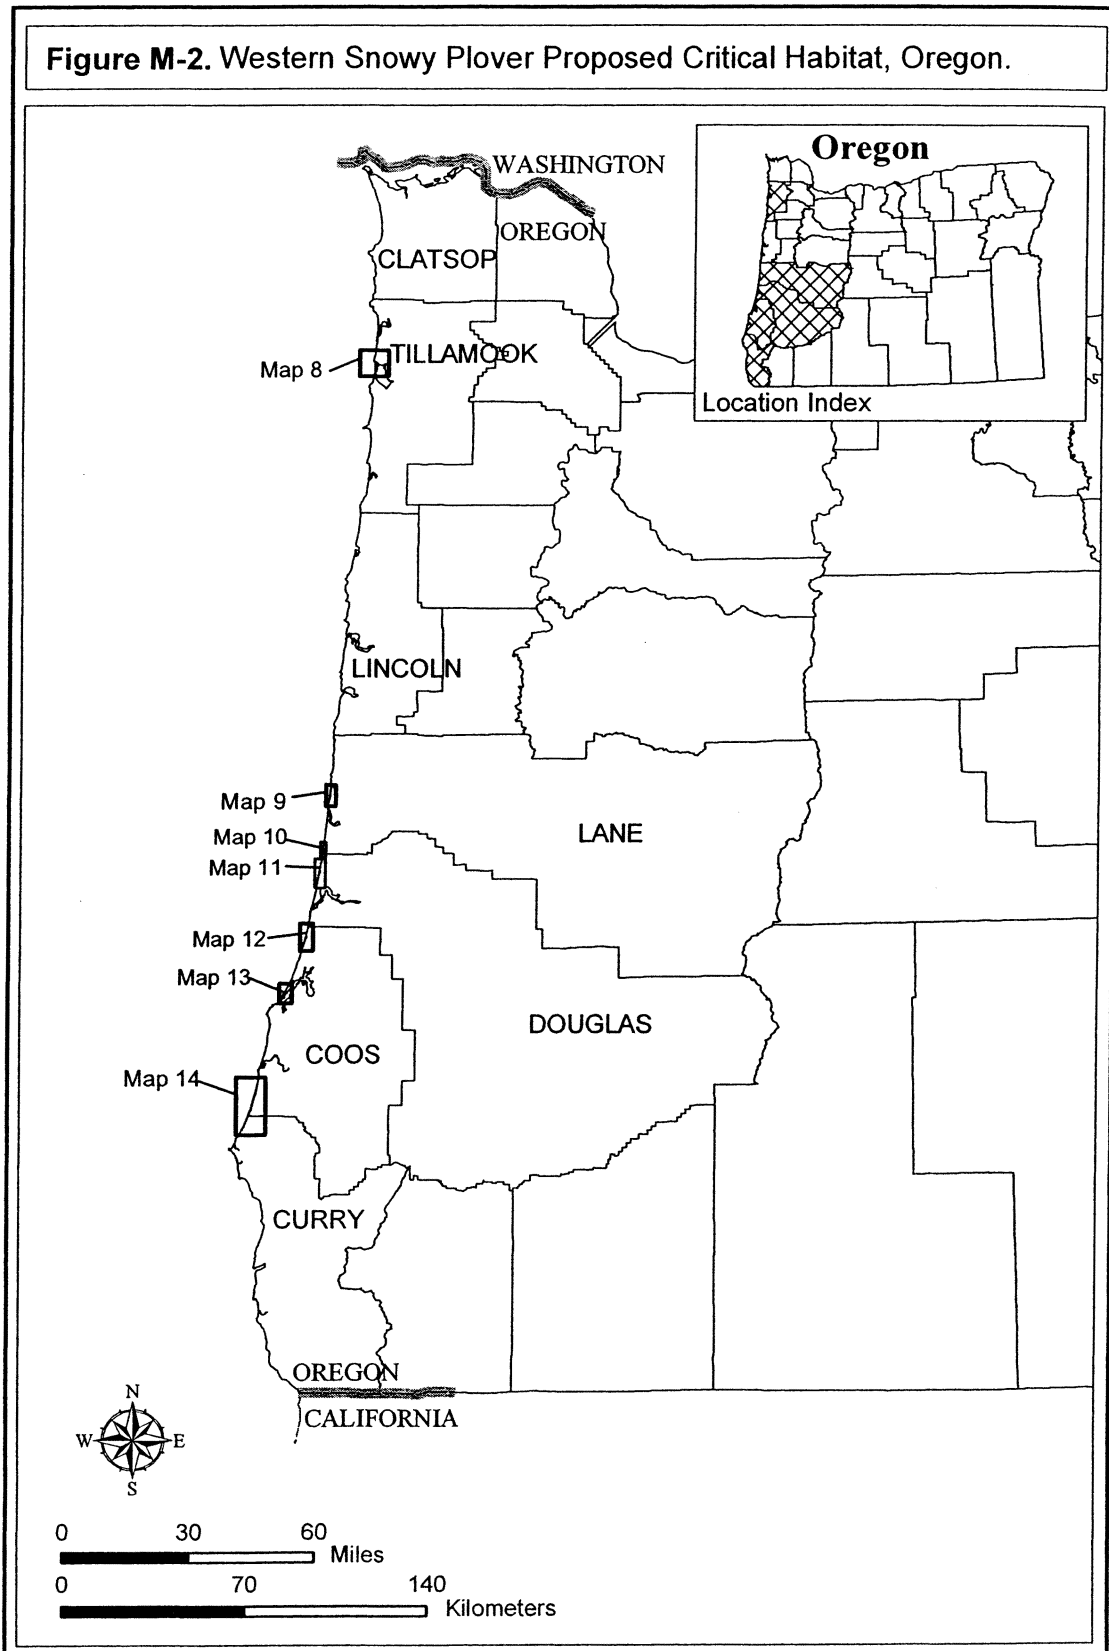 Figure M-2. Western Snowy Plover Proposed Critical Habitat, Oregon.
Oregon
Location Index
WASHINGTON
OREGON
CLATSOP
TILLAMOOK
Map 8
LINCOLN
Map 9
LANE
Map 10
Map 11
Map 12
Map 13
DOUGLAS
COOS
Map 14
CURRY
OREGON
CALIFORNIA
N
W E
S
0 30 60
Miles
0 70 140
Kilometers